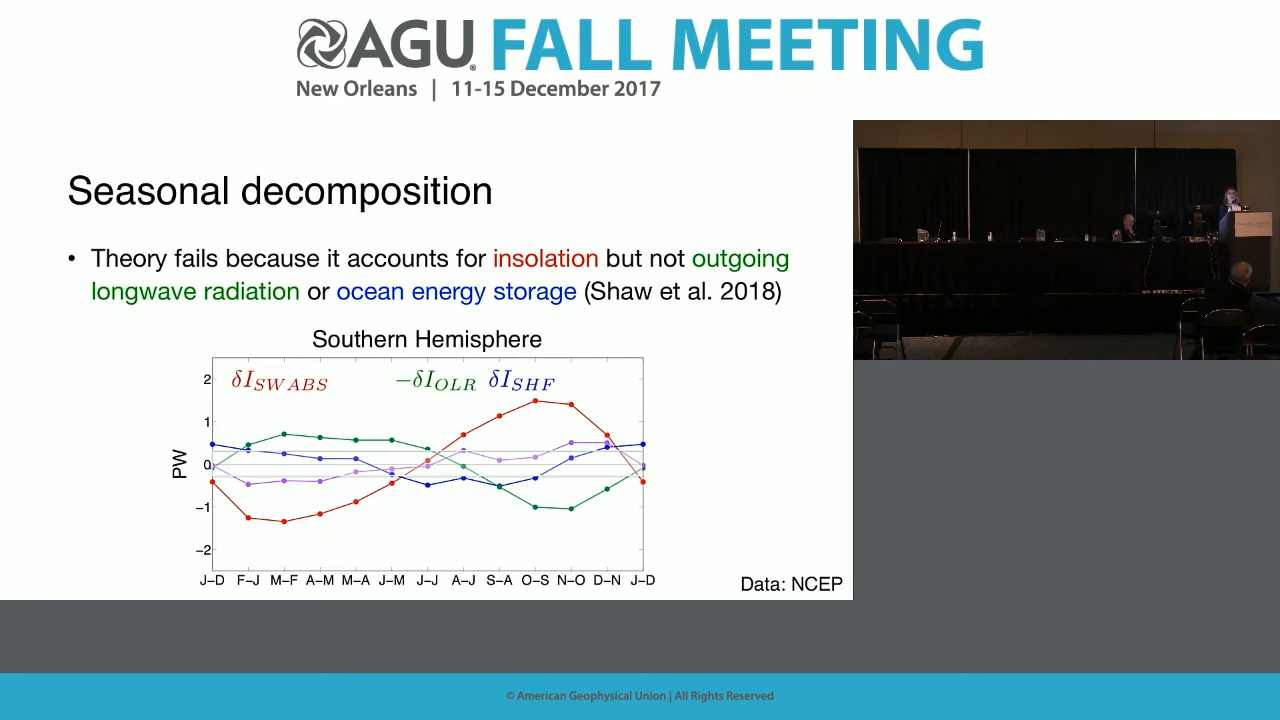 AGU FALL MEETING
New Orleans | 11-15 December 2017
Seasonal decomposition
• Theory fails because it accounts for insolation but not outgoing
longwave radiation or ocean energy storage (Shaw et al. 2018)
Southern Hemisphere
δI_SWABS −δI_OLR δI_SHF
2
1
0
−1
−2
PW
J−D F−J M−F A−M M−A J−M J−J A−J S−A O−S N−O D−N J−D
Data: NCEP
© American Geophysical Union | All Rights Reserved